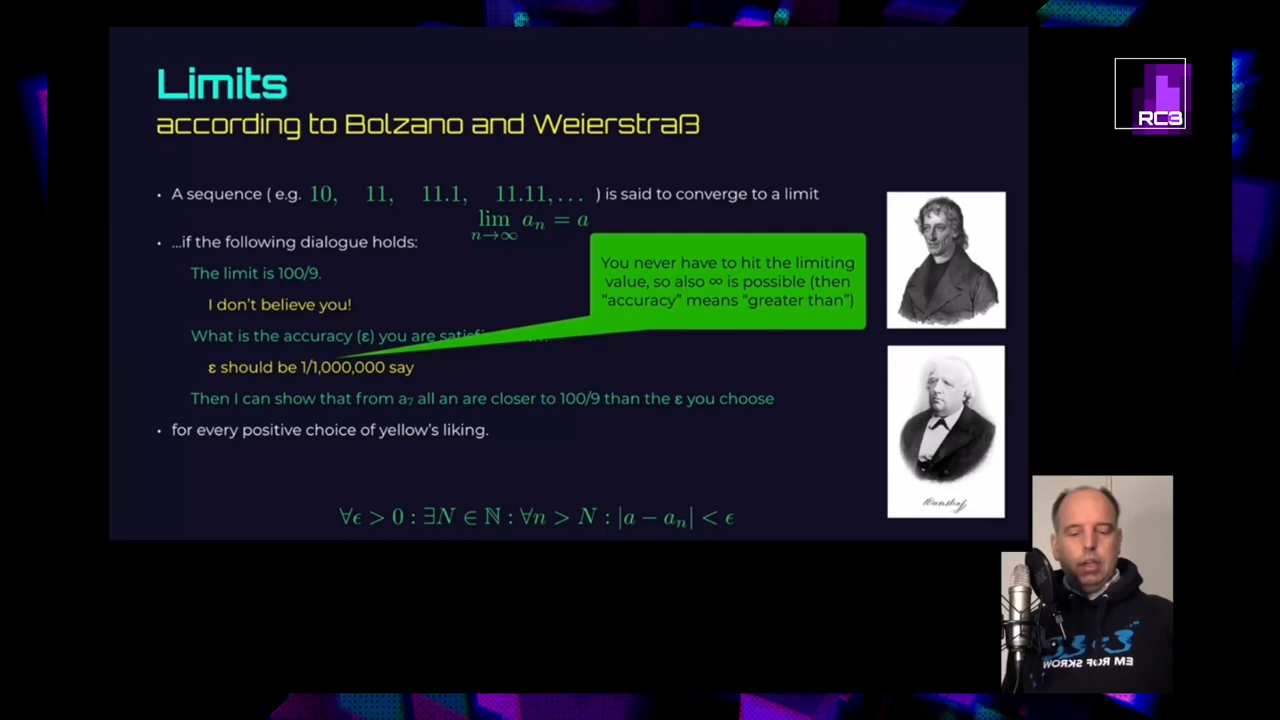 Limits
according to Bolzano and Weierstraß
RC3
• A sequence ( e.g. 10, 11, 11.1, 11.11, … ) is said to converge to a limit
lim n→∞ aₙ = a
• …if the following dialogue holds:
The limit is 100/9.
I don't believe you!
You never have to hit the limiting
value, so also ∞ is possible (then
"accuracy" means "greater than")
What is the accuracy (ε) you are
ε should be 1/1,000,000 say
Then I can show that from a₇ all an are closer to 100/9 than the ε you choose
• for every positive choice of yellow's liking.
∀ϵ > 0 : ∃N ∈ ℕ : ∀n > N : |a − aₙ| < ϵ
EM ROF SKROW